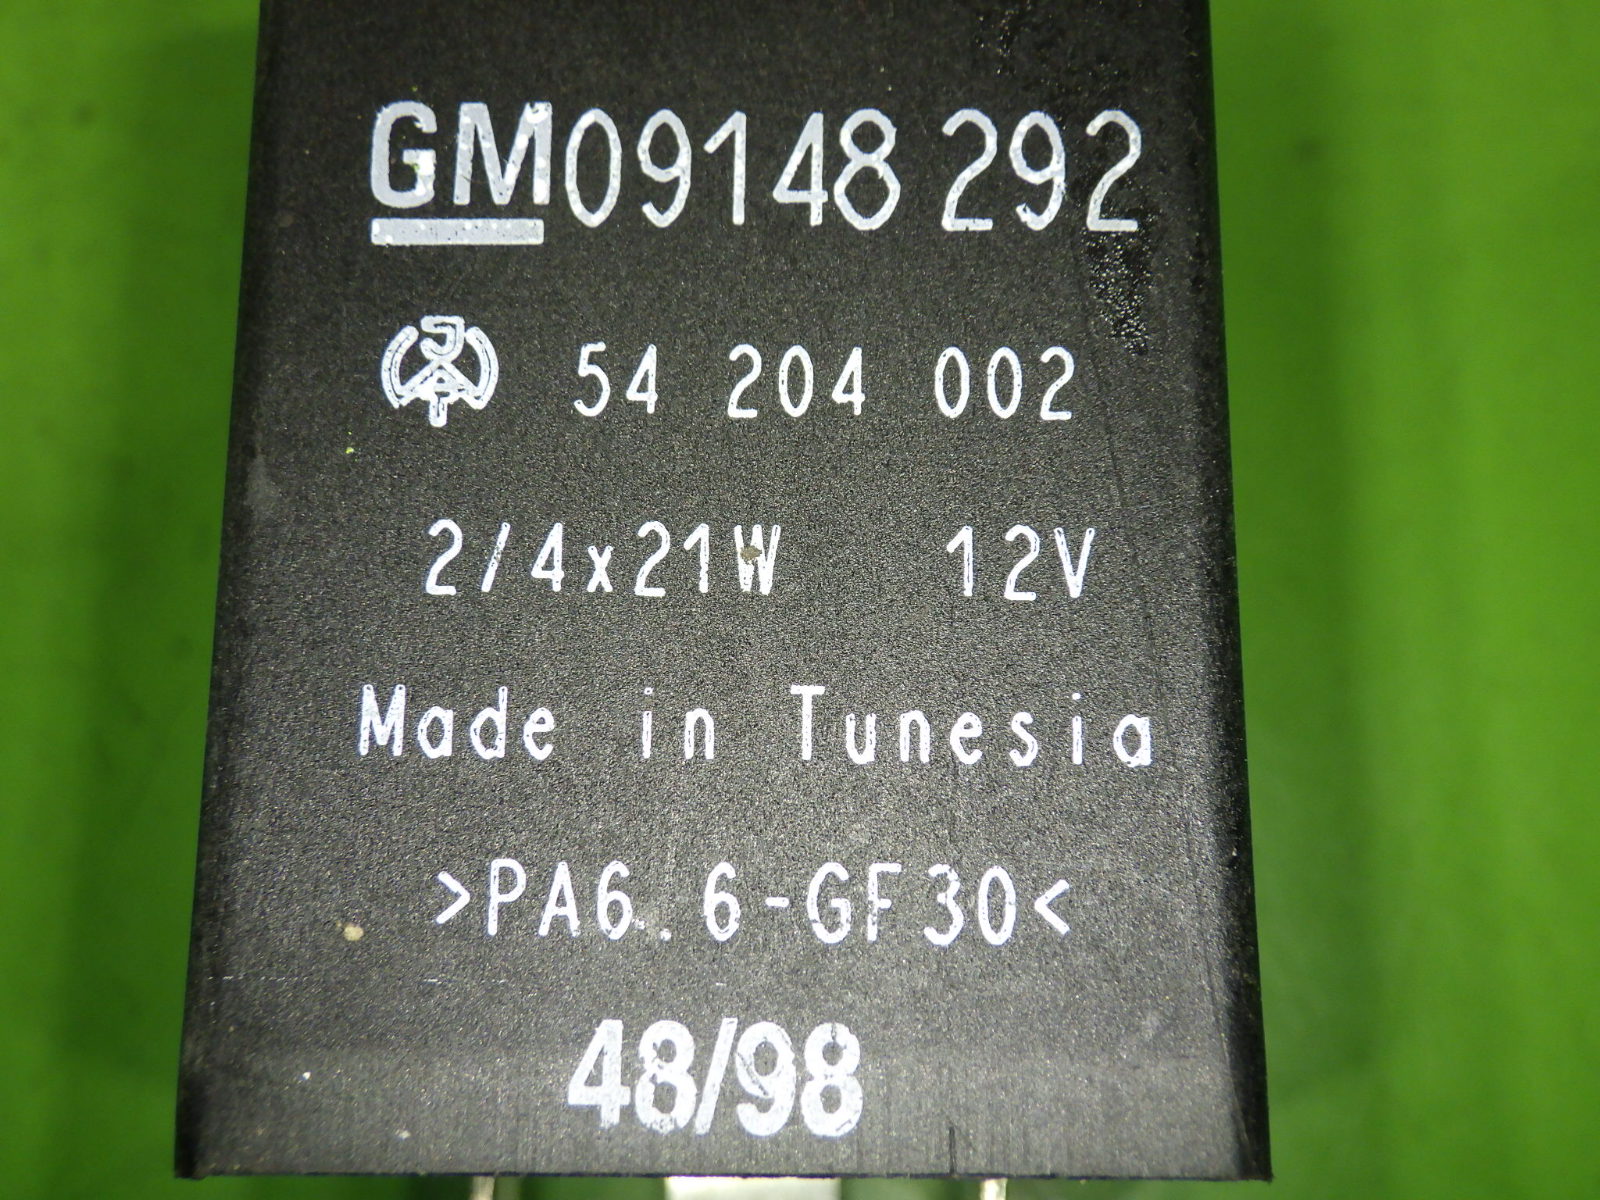 GM09148 292
54 204 002
2/4x21W 12V
Made in Tunesia
>PA6.6-GF30<
48/98